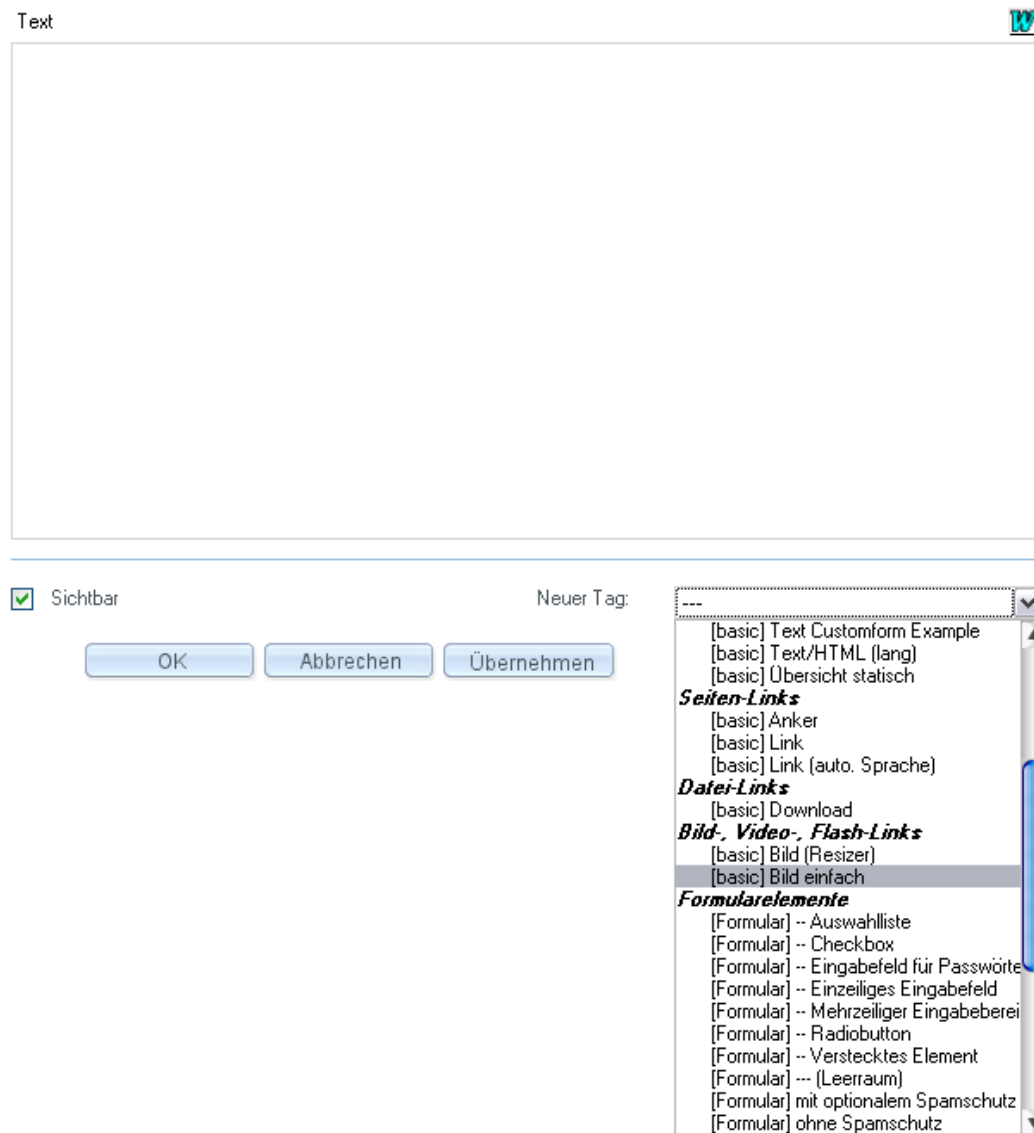 Text
W
Sichtbar
Neuer Tag:
---
OK
Abbrechen
Übernehmen
[basic] Text Customform Example
[basic] Text/HTML (lang)
[basic] Übersicht statisch
Seiten-Links
[basic] Anker
[basic] Link
[basic] Link (auto. Sprache)
Datei-Links
[basic] Download
Bild-, Video-, Flash-Links
[basic] Bild (Resizer)
[basic] Bild einfach
Formularelemente
[Formular] -- Auswahlliste
[Formular] -- Checkbox
[Formular] -- Eingabefeld für Passwörte
[Formular] -- Einzeiliges Eingabefeld
[Formular] -- Mehrzeiliger Eingabeberei
[Formular] -- Radiobutton
[Formular] -- Verstecktes Element
[Formular] --- (Leerraum)
[Formular] mit optionalem Spamschutz
[Formular] ohne Spamschutz